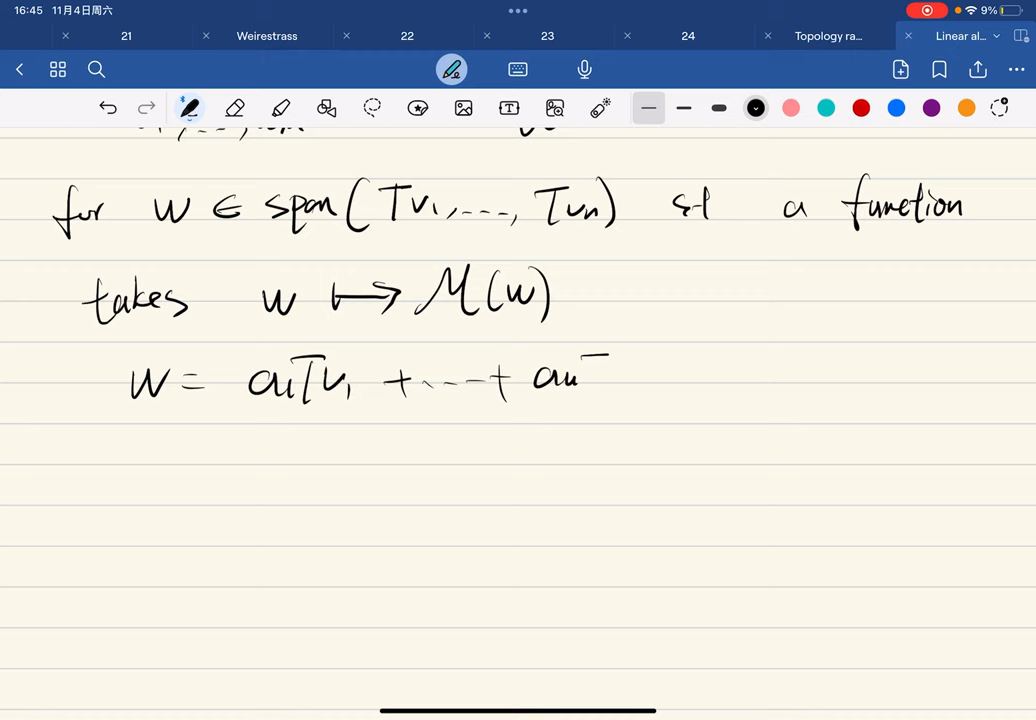 16:45 11月4日周六
9%
21 Weirestrass 22 23 24 Topology ra... Linear al...
for w ∈ span(Tv1,---, Tvn) st a function
takes w ↦ M(w)
w = a1Tv1 +---+ an T